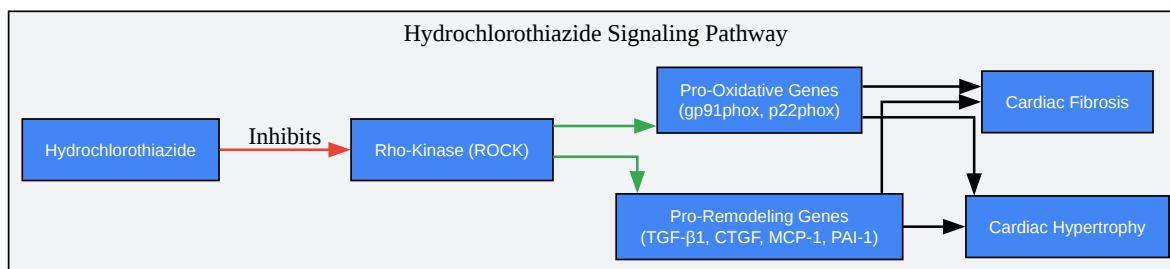 Hydrochlorothiazide Signaling Pathway
Pro-Oxidative Genes
(gp91phox, p22phox)
Cardiac Fibrosis
Hydrochlorothiazide
Inhibits
Rho-Kinase (ROCK)
Pro-Remodeling Genes
(TGF-β1, CTGF, MCP-1, PAI-1)
Cardiac Hypertrophy